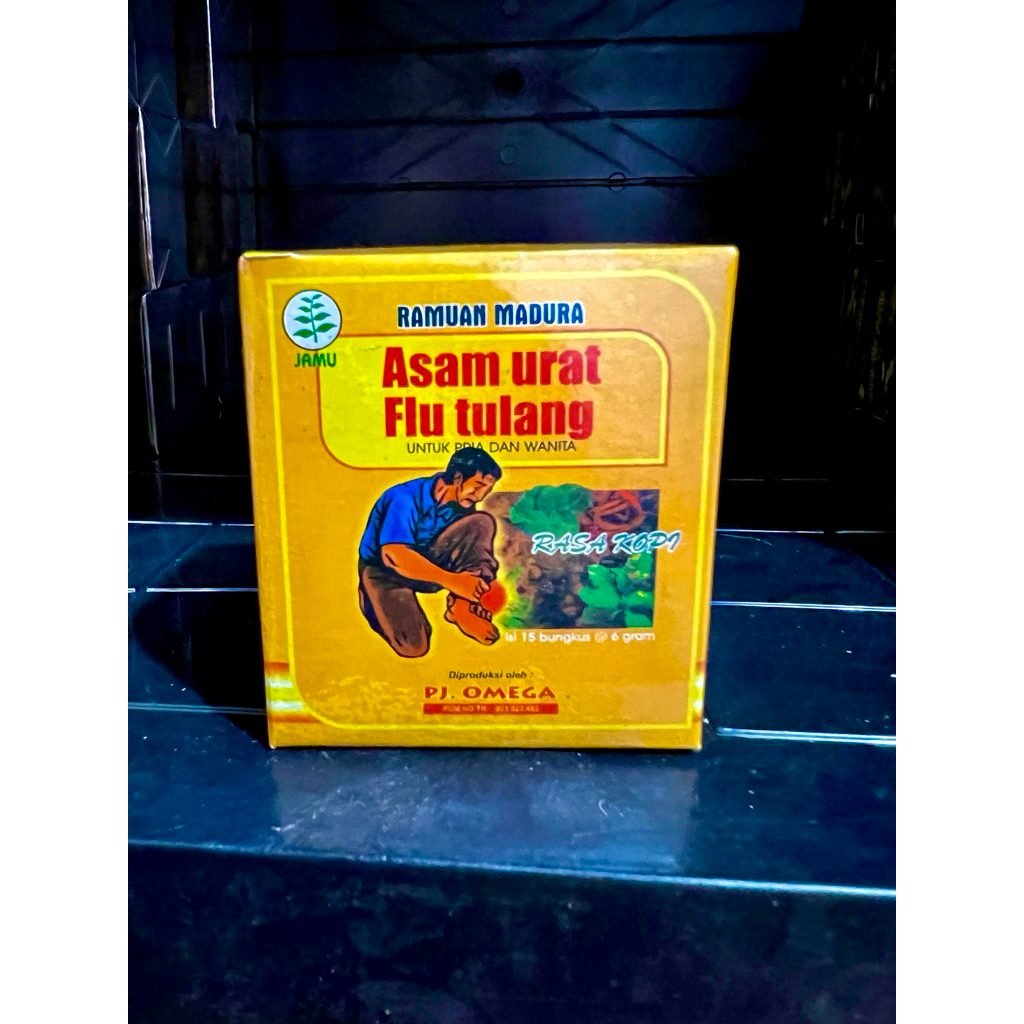 JAMU
RAMUAN MADURA
Asam urat
Flu tulang
UNTUK PRIA DAN WANITA
RASA KOPI
Isi 15 bungkus @ 6 gram
Diproduksi oleh :
PJ. OMEGA